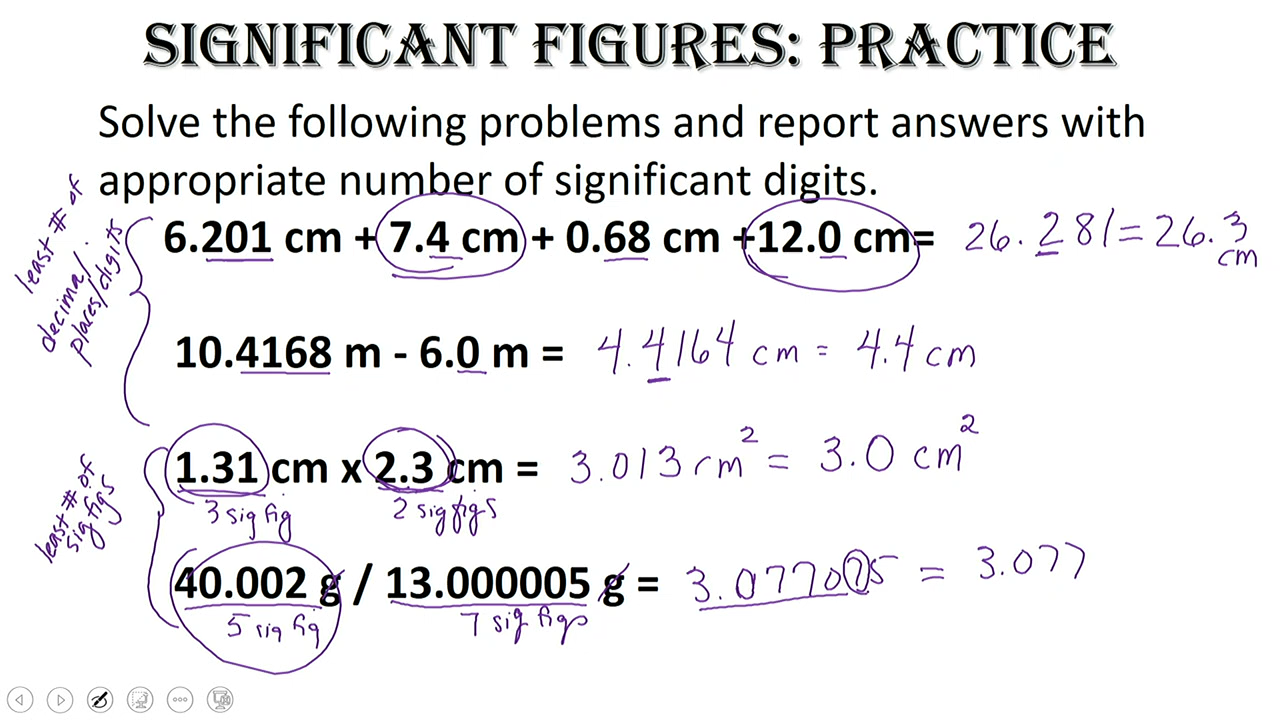 SIGNIFICANT FIGURES: PRACTICE
Solve the following problems and report answers with
appropriate number of significant digits.
least # of
decimal
places/digits
6.201 cm + 7.4 cm + 0.68 cm + 12.0 cm = 26.281 = 26.3
cm
10.4168 m - 6.0 m = 4.4164 cm = 4.4 cm
least # of
sig figs
1.31 cm x 2.3 cm = 3.013 cm² = 3.0 cm²
3 sig fig 2 sig figs
40.002 g / 13.000005 g = 3.0770075 = 3.077
5 sig fig 7 sig figs